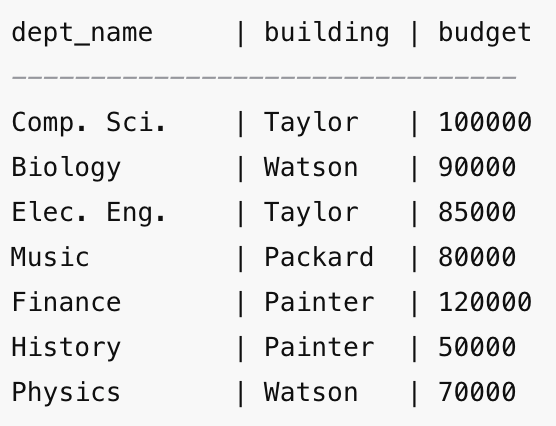 dept_name     | building | budget
---------------------------------
Comp. Sci.    | Taylor   | 100000
Biology       | Watson   | 90000
Elec. Eng.    | Taylor   | 85000
Music         | Packard  | 80000
Finance       | Painter  | 120000
History       | Painter  | 50000
Physics       | Watson   | 70000